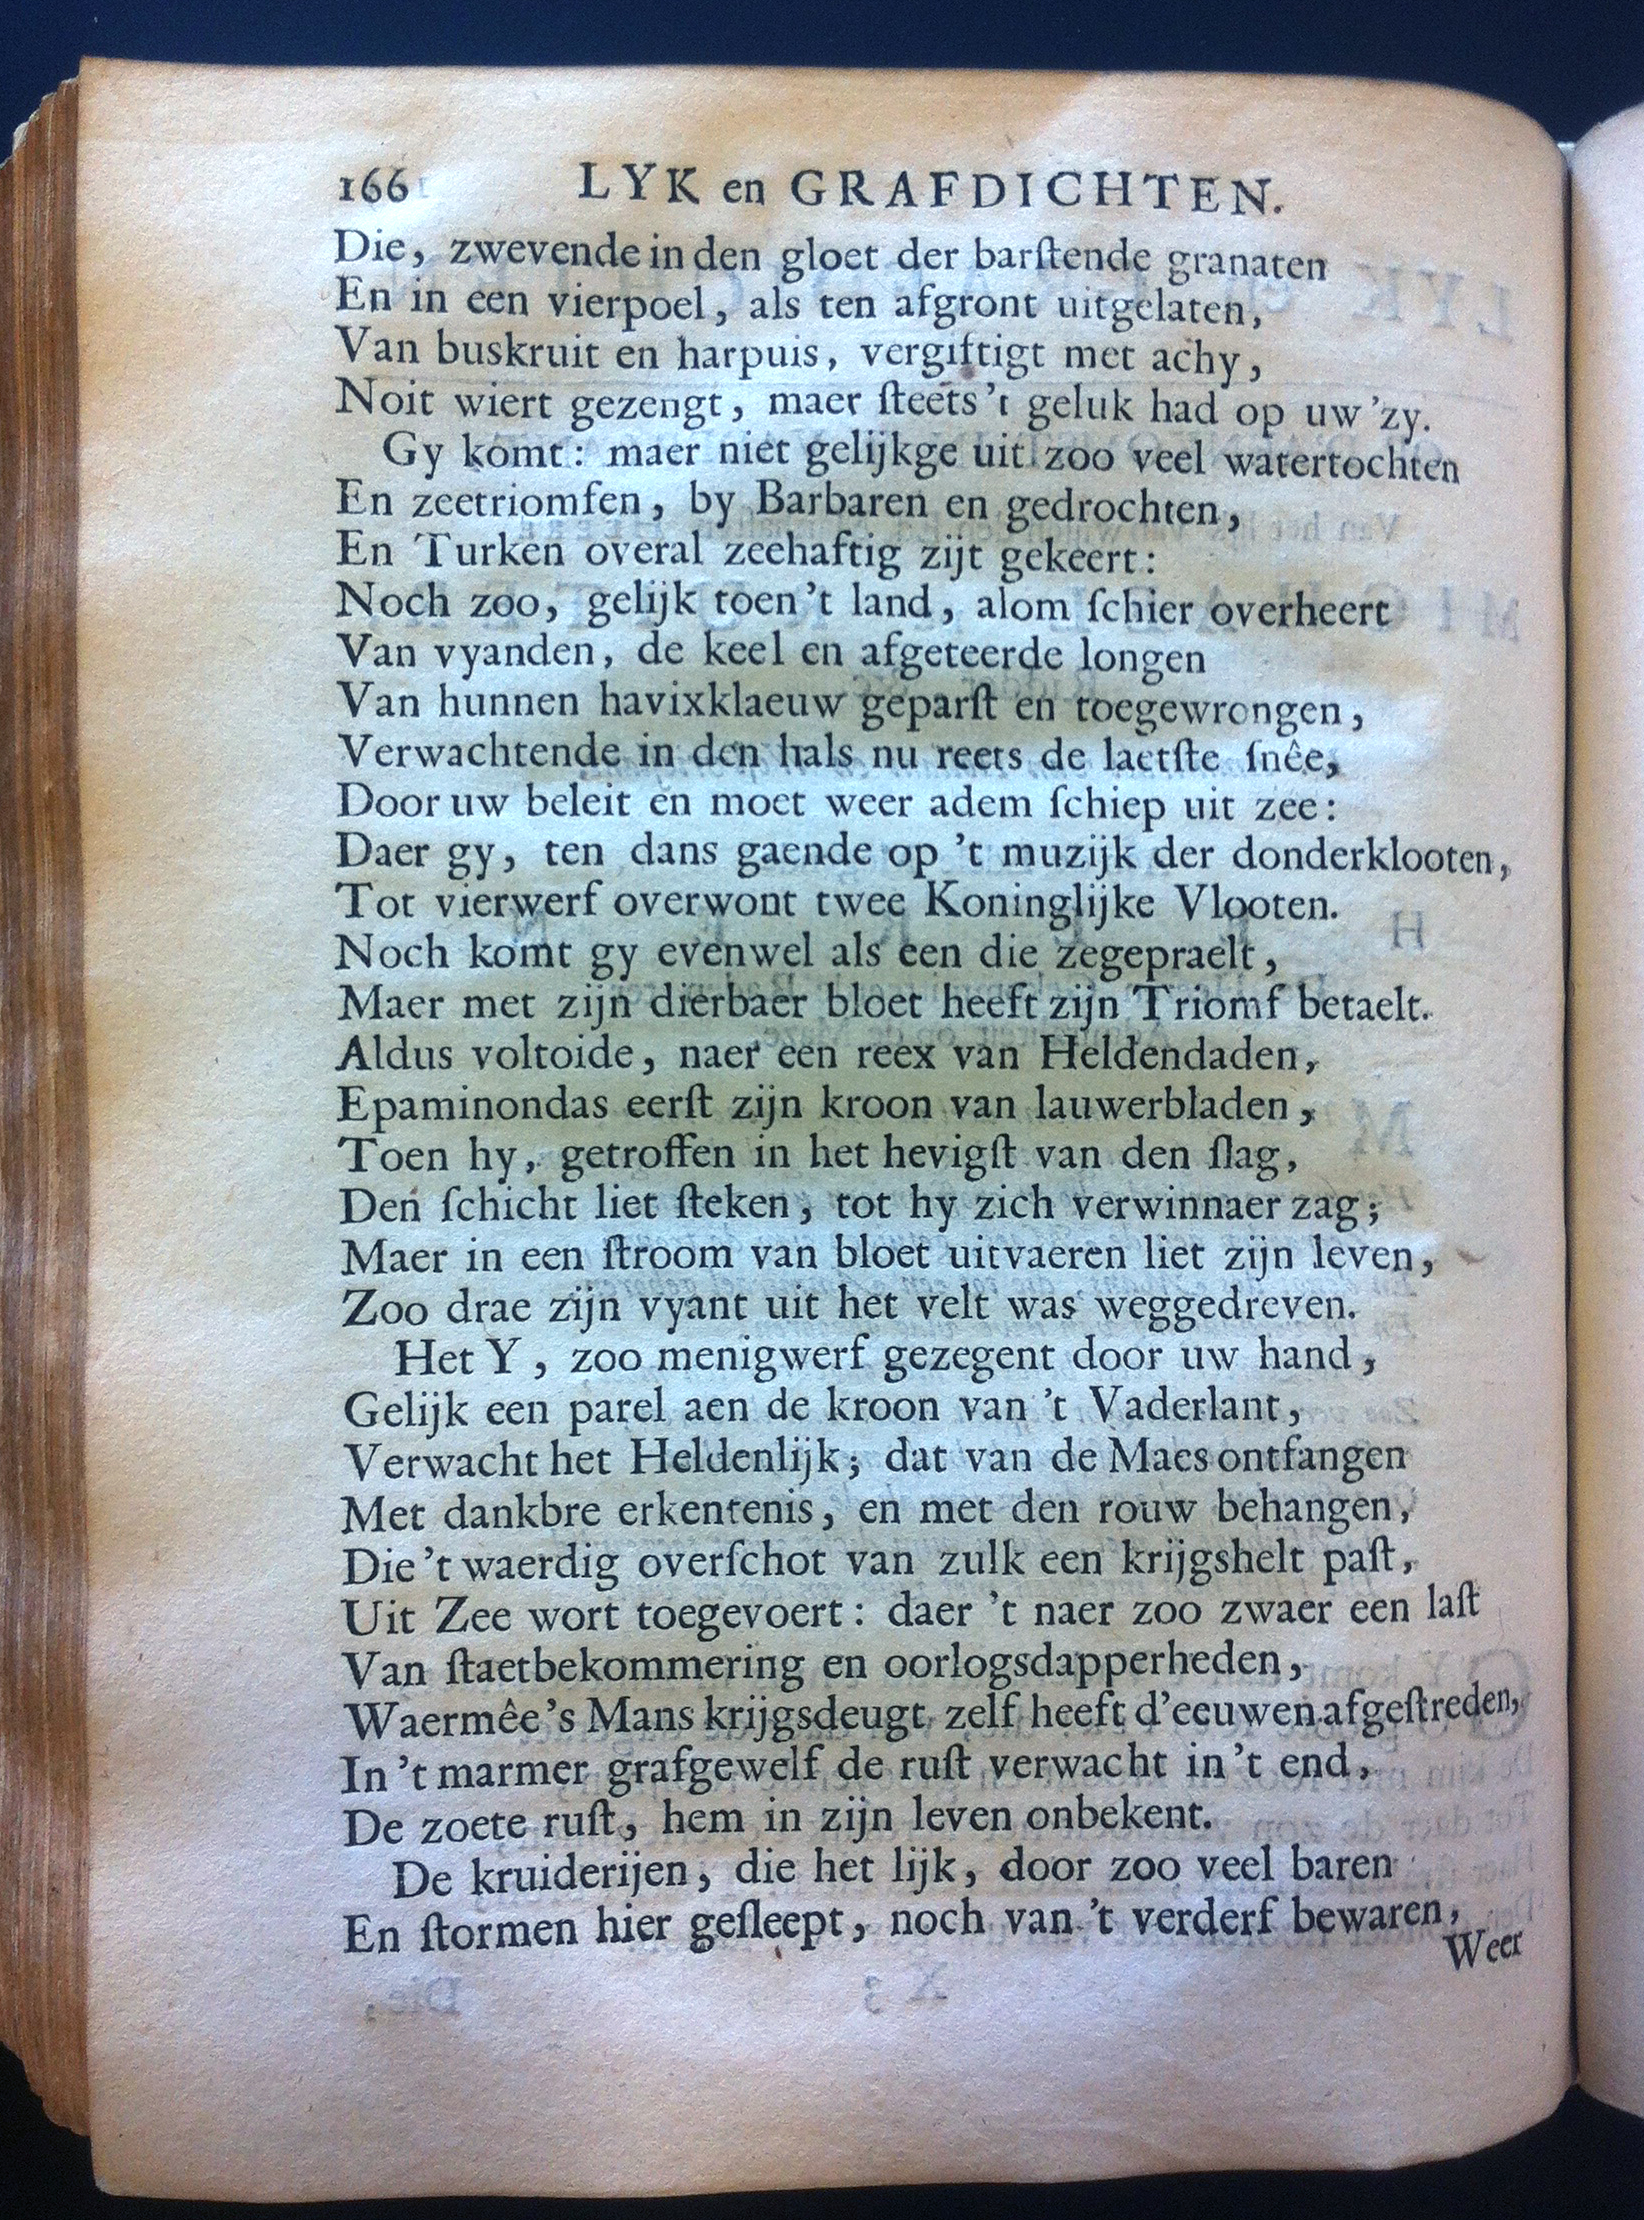 166 LYK en GRAFDICHTEN.
Die, zwevende in den gloet der barſtende granaten
En in een vierpoel, als ten afgront uitgelaten,
Van buskruit en harpuis, vergiftigt met achy,
Noit wiert gezengt, maer ſteets 't geluk had op uw 'zy.
Gy komt: maer niet gelijkge uit zoo veel watertochten
En zeetriomfen, by Barbaren en gedrochten,
En Turken overal zeehaftig zijt gekeert:
Noch zoo, gelijk toen 't land, alom ſchier overheert
Van vyanden, de keel en afgeteerde longen
Van hunnen havixklaeuw geparſt en toegewrongen,
Verwachtende in den hals nu reets de laetſte ſnêe,
Door uw beleit en moet weer adem ſchiep uit zee:
Daer gy, ten dans gaende op 't muzijk der donderklooten,
Tot vierwerf overwont twee Koninglijke Vlooten.
Noch komt gy evenwel als een die zegepraelt,
Maer met zijn dierbaer bloet heeft zijn Triomf betaelt.
Aldus voltoide, naer een reex van Heldendaden,
Epaminondas eerſt zijn kroon van lauwerbladen,
Toen hy, getroffen in het hevigſt van den ſlag,
Den ſchicht liet ſteken, tot hy zich verwinnaer zag;
Maer in een ſtroom van bloet uitvaeren liet zijn leven,
Zoo drae zijn vyant uit het velt was weggedreven.
Het Y, zoo menigwerf gezegent door uw hand,
Gelijk een parel aen de kroon van 't Vaderlant,
Verwacht het Heldenlijk; dat van de Maes ontfangen
Met dankbre erkentenis, en met den rouw behangen,
Die 't waerdig overſchot van zulk een krijgshelt paſt,
Uit Zee wort toegevoert: daer 't naer zoo zwaer een laſt
Van ſtaetbekommering en oorlogsdapperheden,
Waermêe 's Mans krijgsdeugt zelf heeft d'eeuwen afgeſtreden,
In 't marmer grafgewelf de ruſt verwacht in 't end,
De zoete ruſt, hem in zijn leven onbekent.
De kruiderijen, die het lijk, door zoo veel baren
En ſtormen hier geſleept, noch van 't verderf bewaren,
Weer